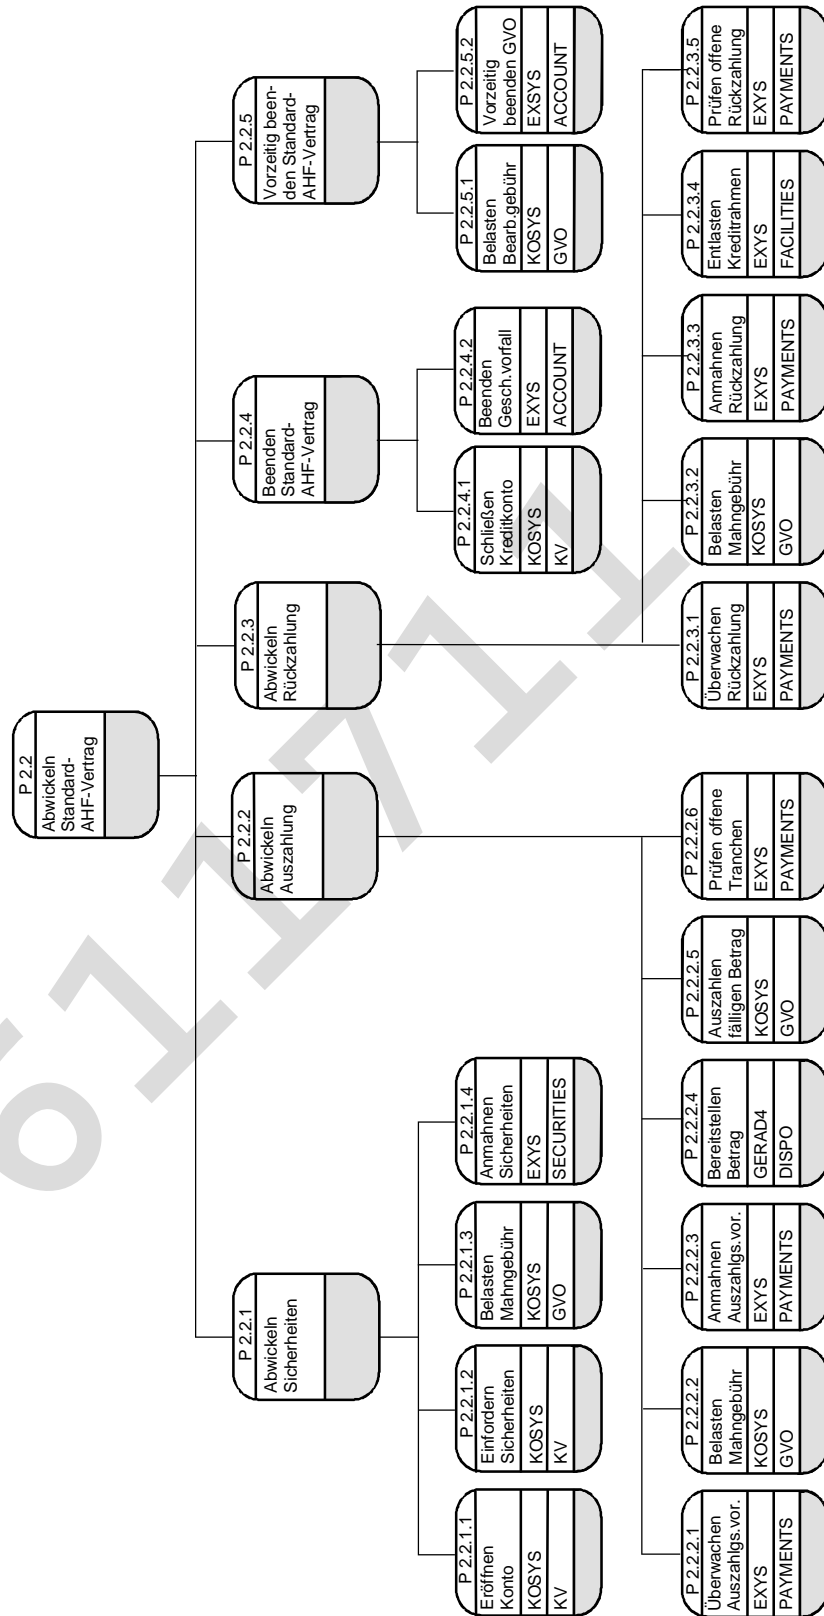 P 2.2
Abwickeln
Standard-
AHF-Vertrag
P 2.2.1
Abwickeln
Sicherheiten
P 2.2.2
Abwickeln
Auszahlung
P 2.2.3
Abwickeln
Rückzahlung
P 2.2.4
Beenden
Standard-
AHF-Vertrag
P 2.2.5
Vorzeitig been-
den Standard-
AHF-Vertrag
P 2.2.1.1
Eröffnen
Konto
KOSYS
KV
P 2.2.1.2
Einfordern
Sicherheiten
KOSYS
KV
P 2.2.1.3
Belasten
Mahngebühr
KOSYS
GVO
P 2.2.1.4
Anmahnen
Sicherheiten
EXYS
SECURITIES
P 2.2.4.1
Schließen
Kreditkonto
KOSYS
KV
P 2.2.4.2
Beenden
Gesch.vorfall
EXYS
ACCOUNT
P 2.2.5.1
Belasten
Bearb.gebühr
KOSYS
GVO
P 2.2.5.2
Vorzeitig
beenden GVO
EXSYS
ACCOUNT
P 2.2.2.1
Überwachen
Auszahlgs.vor.
EXYS
PAYMENTS
P 2.2.2.2
Belasten
Mahngebühr
KOSYS
GVO
P 2.2.2.3
Anmahnen
Auszahlgs.vor.
EXYS
PAYMENTS
P 2.2.2.4
Bereitstellen
Betrag
GERAD4
DISPO
P 2.2.2.5
Auszahlen
fälligen Betrag
KOSYS
GVO
P 2.2.2.6
Prüfen offene
Tranchen
EXYS
PAYMENTS
P 2.2.3.1
Überwachen
Rückzahlung
EXYS
PAYMENTS
P 2.2.3.2
Belasten
Mahngebühr
KOSYS
GVO
P 2.2.3.3
Anmahnen
Rückzahlung
EXYS
PAYMENTS
P 2.2.3.4
Entlasten
Kreditrahmen
EXYS
FACILITIES
P 2.2.3.5
Prüfen offene
Rückzahlung
EXYS
PAYMENTS
611711